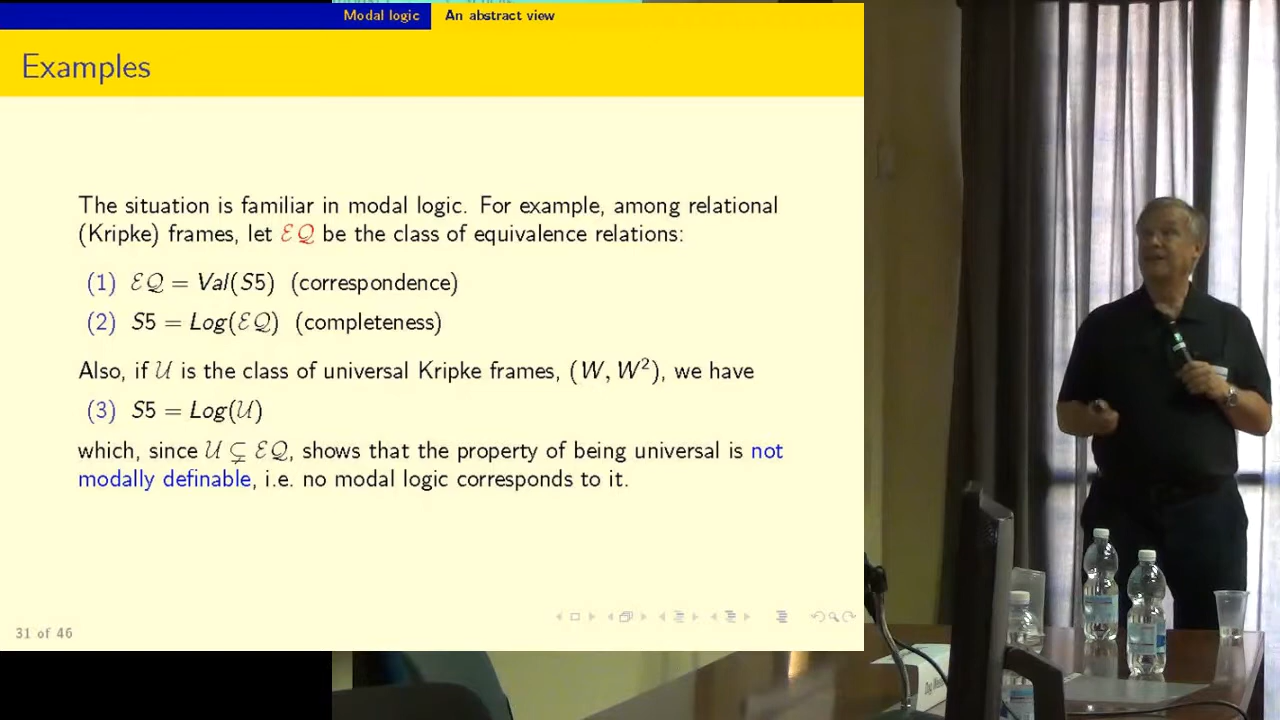 Modal logic An abstract view
Examples
The situation is familiar in modal logic. For example, among relational
(Kripke) frames, let ℰ𝒬 be the class of equivalence relations:
(1) ℰ𝒬 = Val(S5) (correspondence)
(2) S5 = Log(ℰ𝒬) (completeness)
Also, if 𝒰 is the class of universal Kripke frames, (W, W²), we have
(3) S5 = Log(𝒰)
which, since 𝒰 ⊊ ℰ𝒬, shows that the property of being universal is not
modally definable, i.e. no modal logic corresponds to it.
31 of 46
Dag